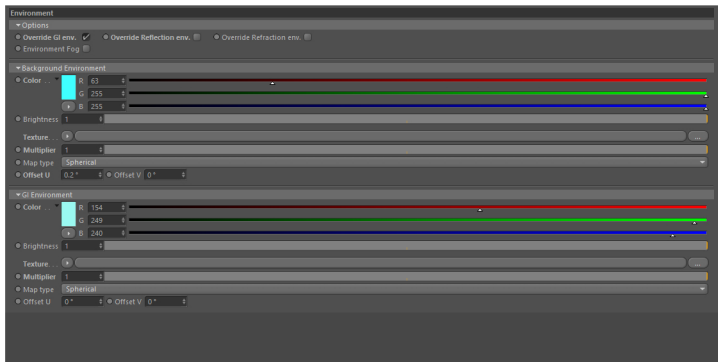 Environment
Options
Override GI env. Override Reflection env. Override Refraction env.
Environment Fog
Background Environment
Color . . . R 63
G 255
B 255
Brightness 1
Texture. . . ...
Multiplier 1
Map type Spherical
Offset U 0.2 ° Offset V 0 °
GI Environment
Color . . . R 154
G 249
B 240
Brightness 1
Texture. . . ...
Multiplier 1
Map type Spherical
Offset U 0 ° Offset V 0 °